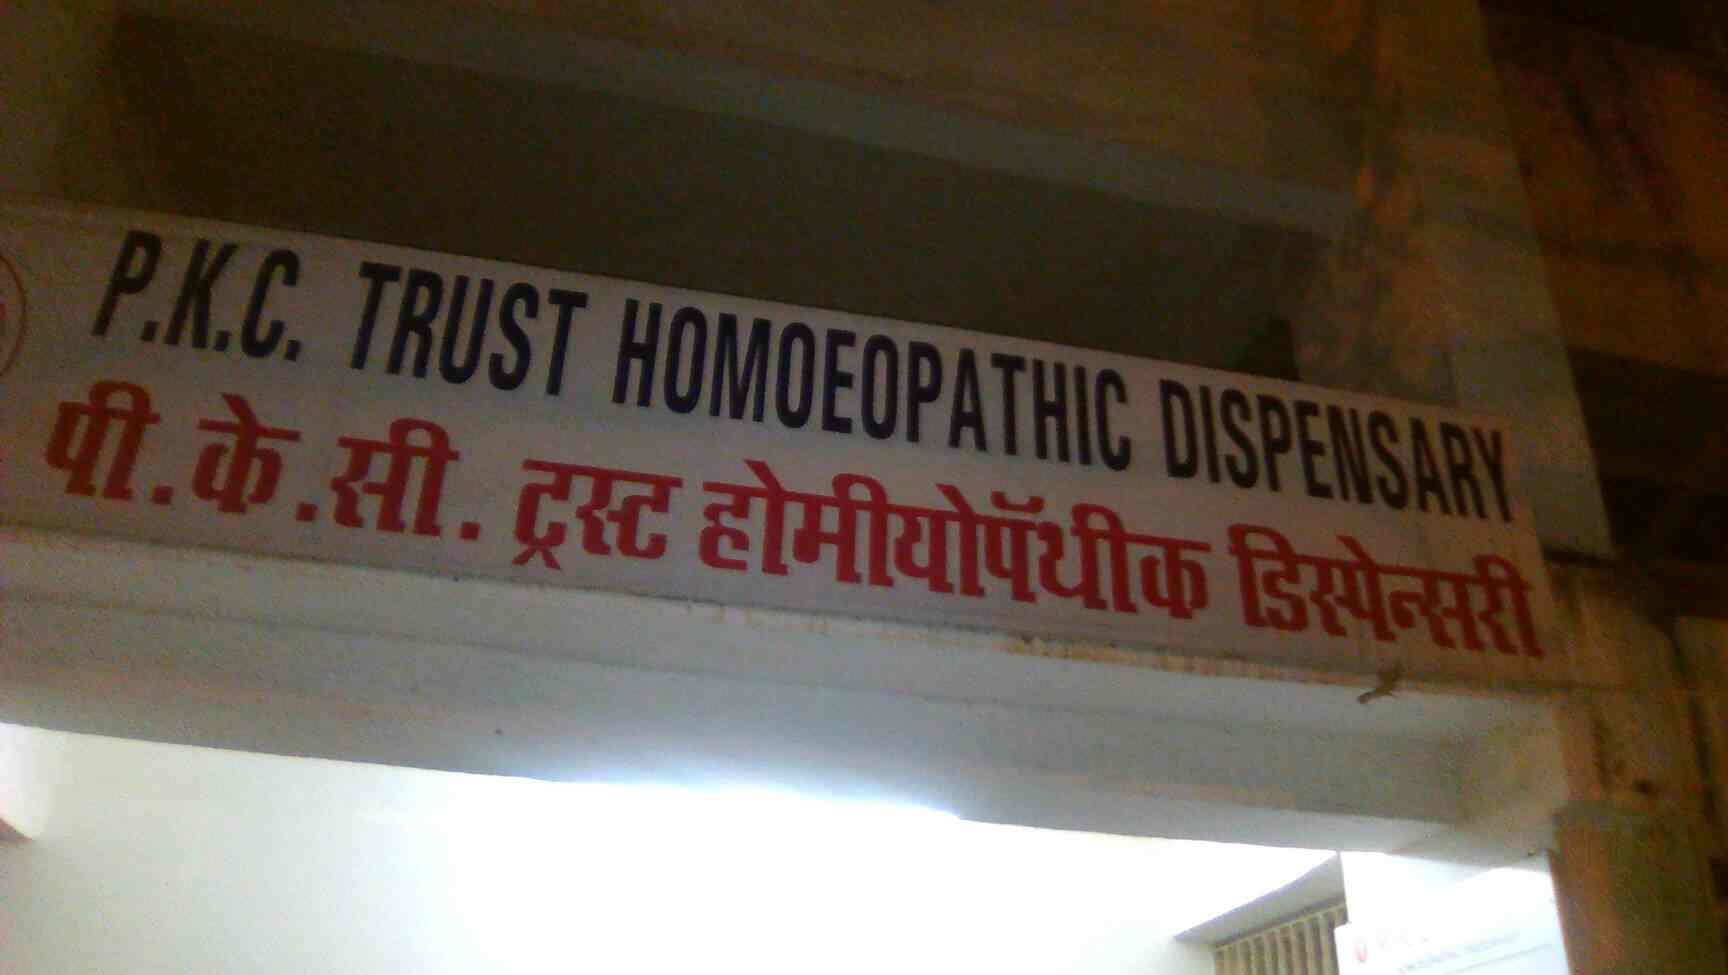 P.K.C. TRUST HOMOEOPATHIC DISPENSARY
पी.के.सी. ट्रस्ट होमीयोपॅथीक डिस्पेन्सरी